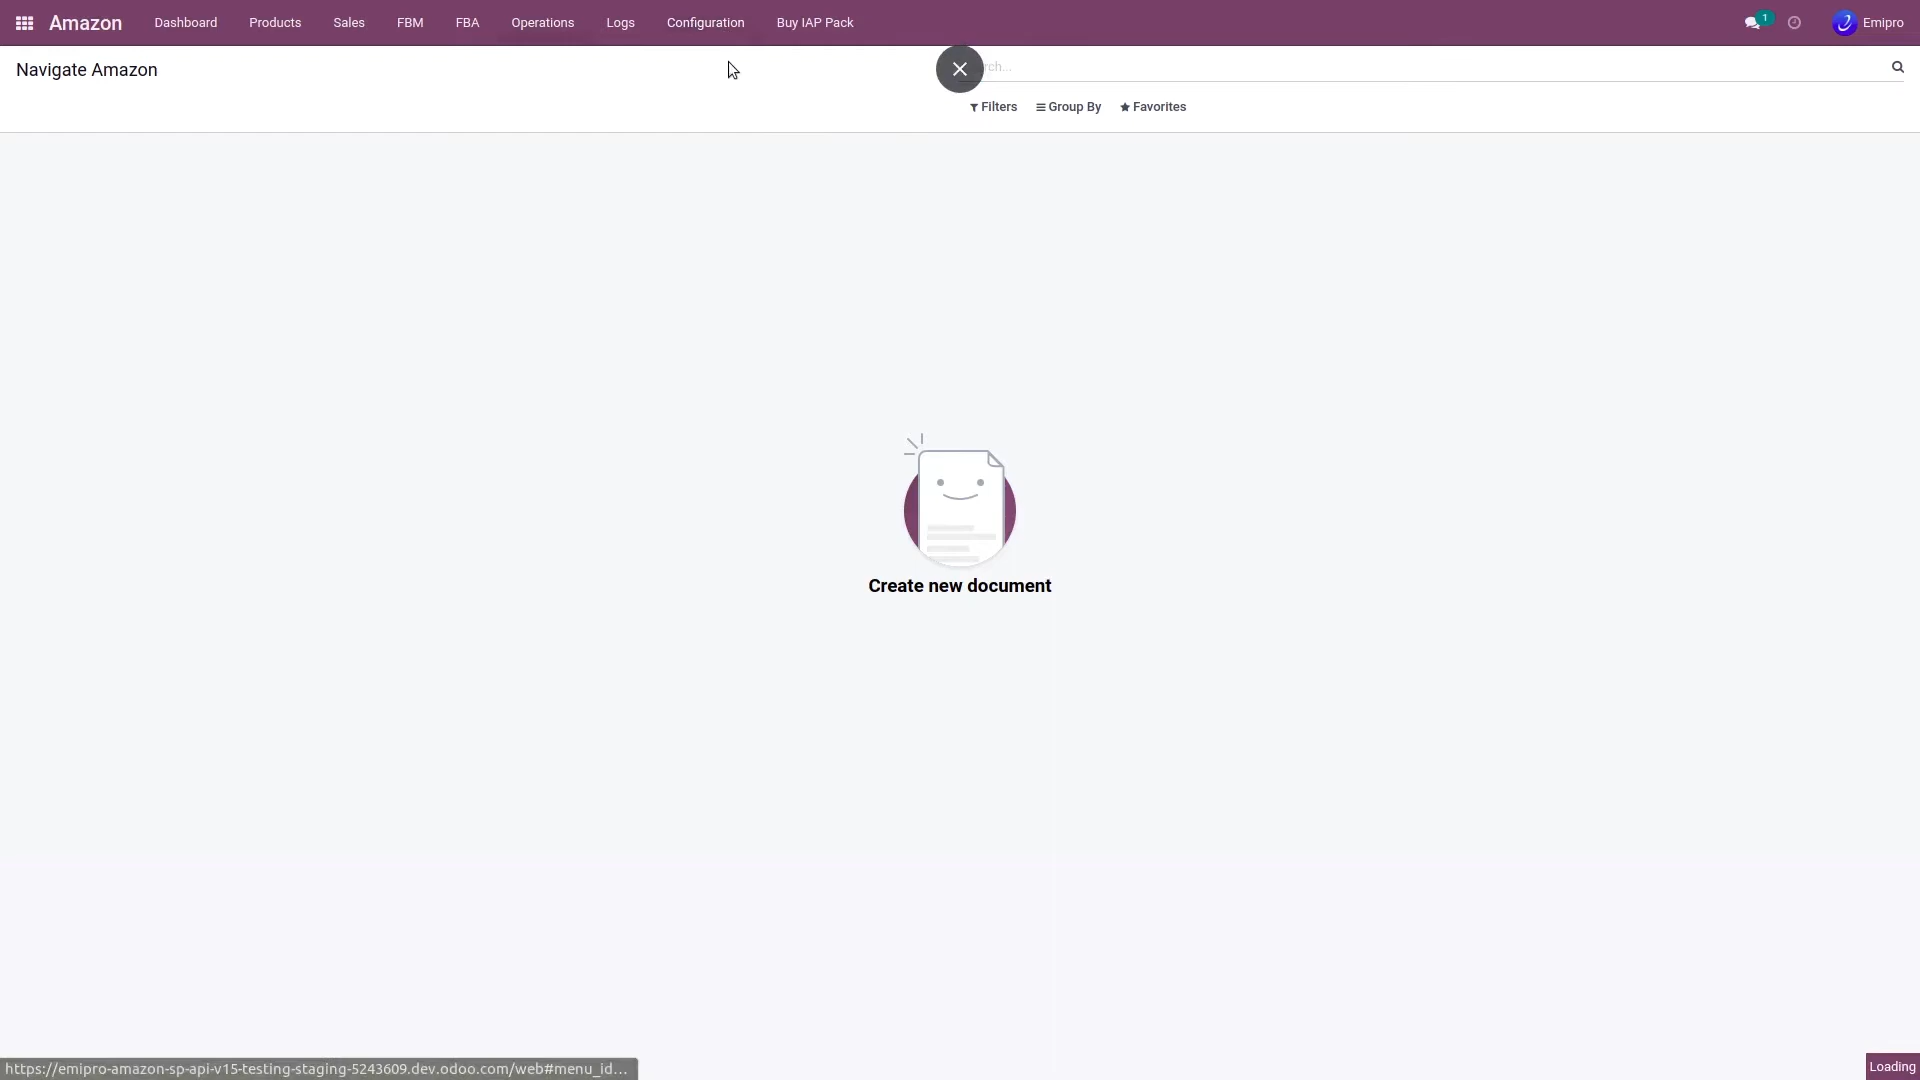 Amazon Dashboard Products Sales FBM FBA Operations Logs Configuration Buy IAP Pack 1 Emipro
Navigate Amazon
Filters Group By Favorites
Create new document
https://emipro-amazon-sp-api-v15-testing-staging-5243609.dev.odoo.com/web#menu_id...
Loading